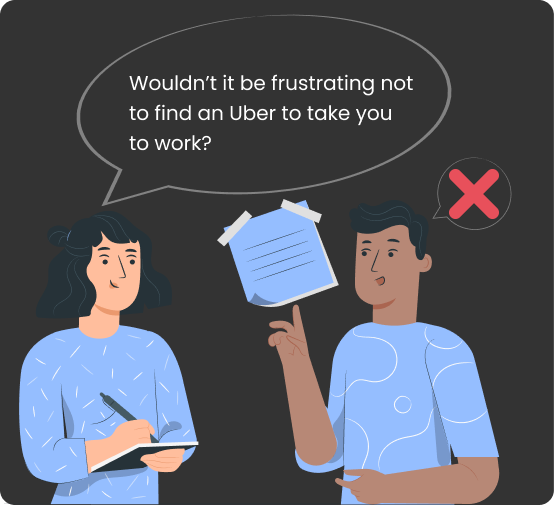 Wouldn’t it be frustrating not
to find an Uber to take you
to work?